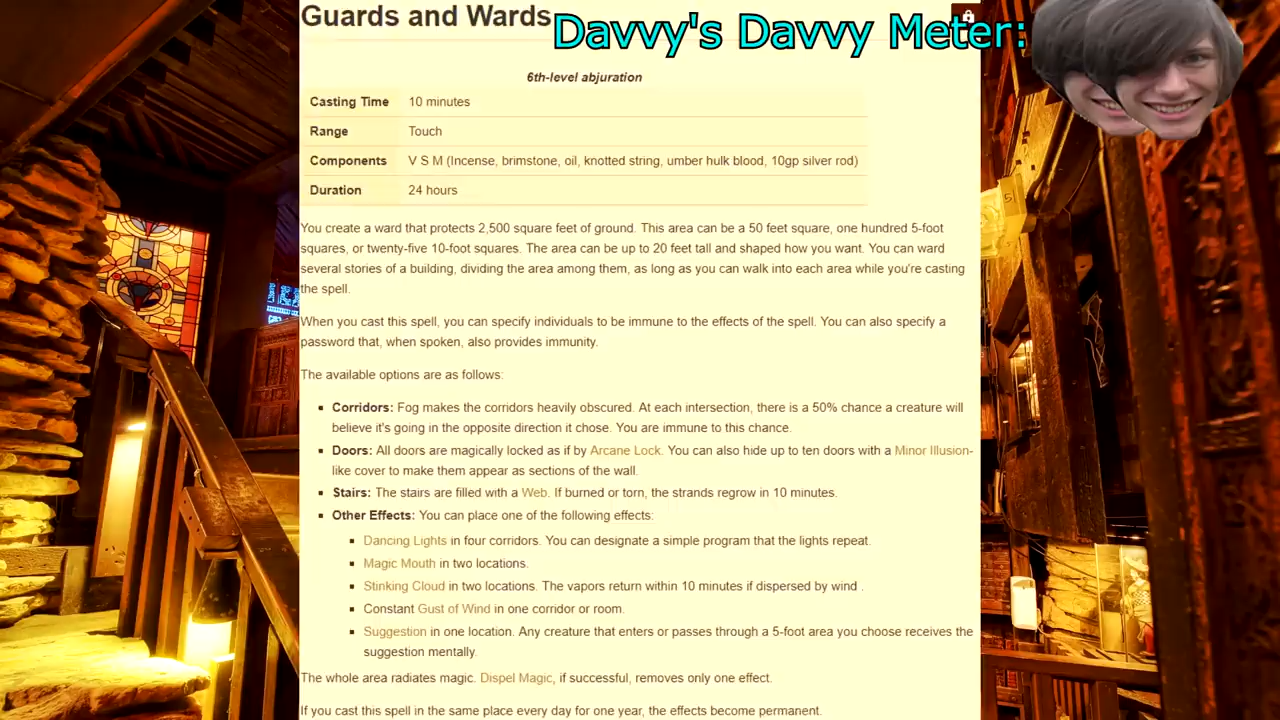 Guards and Wards
Davvy's Davvy Meter:
6th-level abjuration
Casting Time 10 minutes
Range Touch
Components V S M (Incense, brimstone, oil, knotted string, umber hulk blood, 10gp silver rod)
Duration 24 hours
You create a ward that protects 2,500 square feet of ground. This area can be a 50 feet square, one hundred 5-foot
squares, or twenty-five 10-foot squares. The area can be up to 20 feet tall and shaped how you want. You can ward
several stories of a building, dividing the area among them, as long as you can walk into each area while you're casting
the spell.
When you cast this spell, you can specify individuals to be immune to the effects of the spell. You can also specify a
password that, when spoken, also provides immunity.
The available options are as follows:
Corridors: Fog makes the corridors heavily obscured. At each intersection, there is a 50% chance a creature will
believe it's going in the opposite direction it chose. You are immune to this chance.
Doors: All doors are magically locked as if by Arcane Lock. You can also hide up to ten doors with a Minor Illusion-
like cover to make them appear as sections of the wall.
Stairs: The stairs are filled with a Web. If burned or torn, the strands regrow in 10 minutes.
Other Effects: You can place one of the following effects:
Dancing Lights in four corridors. You can designate a simple program that the lights repeat.
Magic Mouth in two locations.
Stinking Cloud in two locations. The vapors return within 10 minutes if dispersed by wind .
Constant Gust of Wind in one corridor or room.
Suggestion in one location. Any creature that enters or passes through a 5-foot area you choose receives the
suggestion mentally.
The whole area radiates magic. Dispel Magic, if successful, removes only one effect.
If you cast this spell in the same place every day for one year, the effects become permanent.